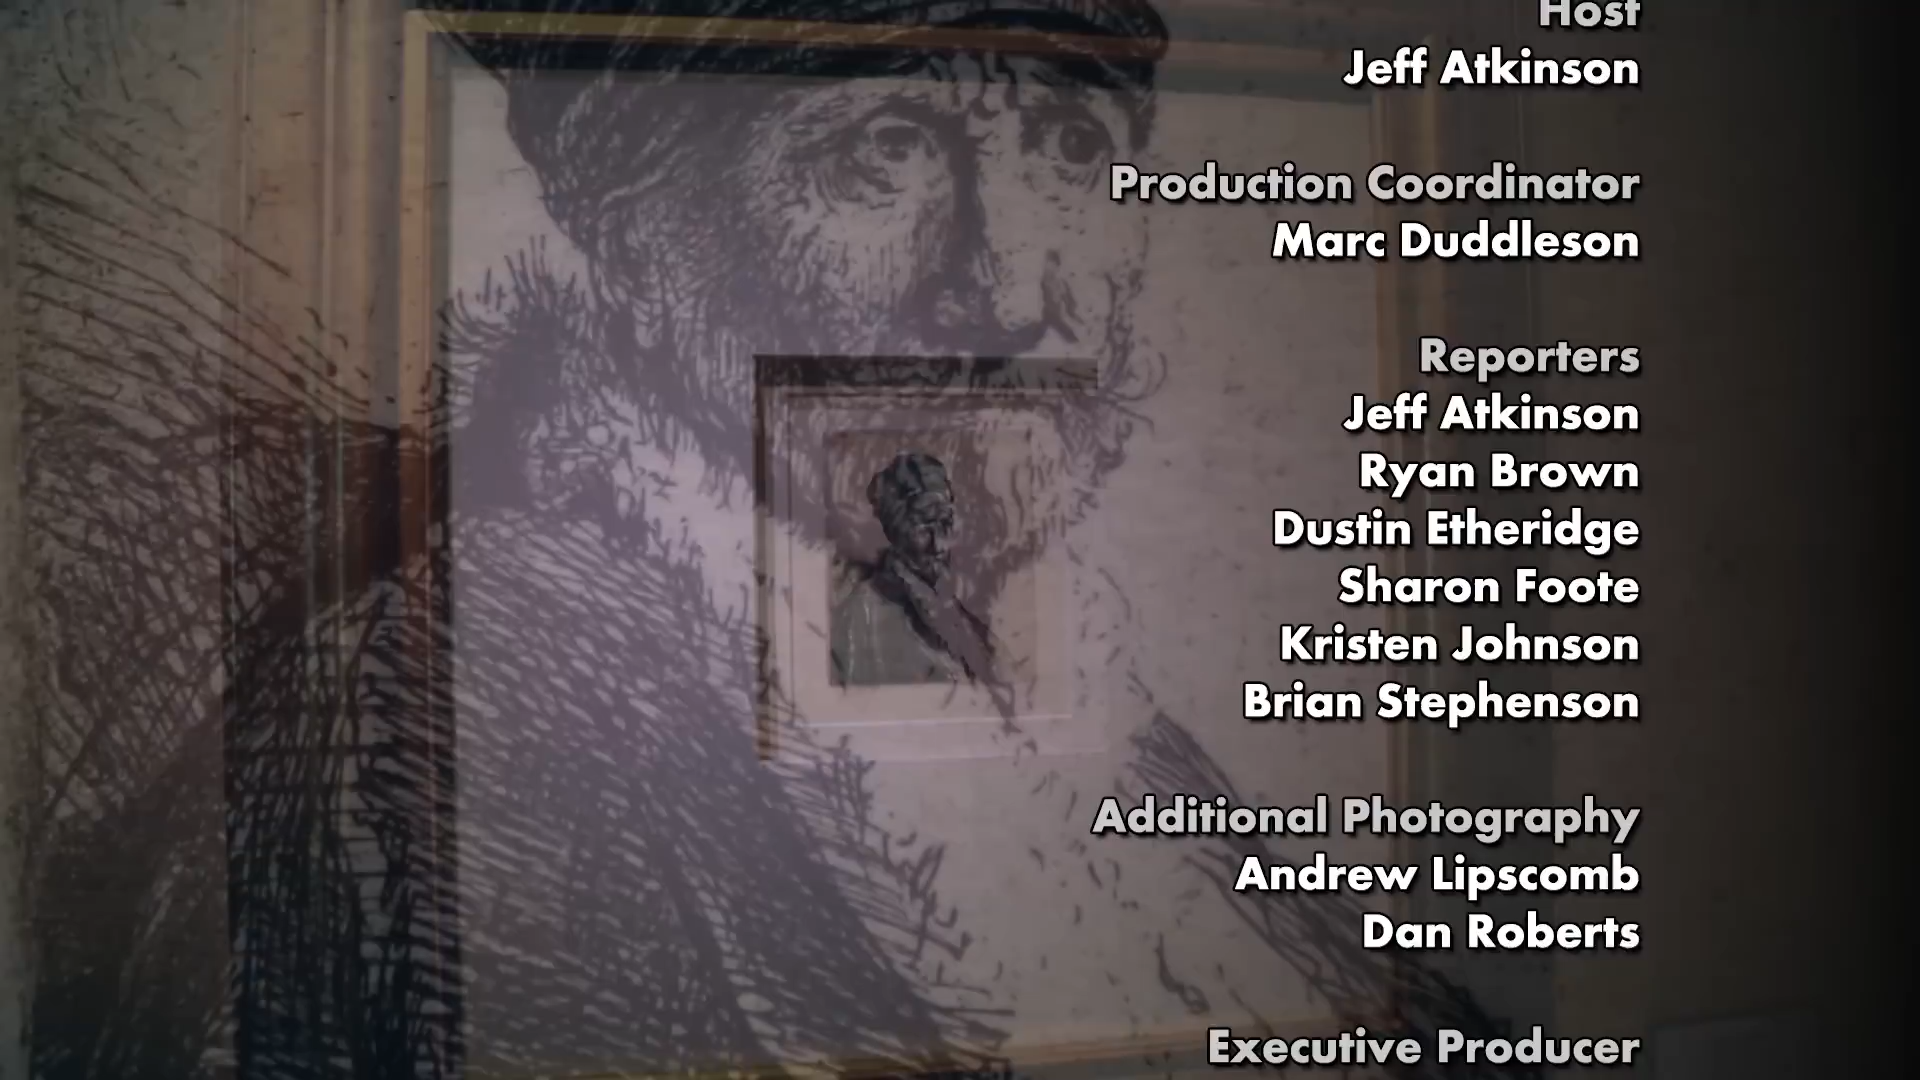 Host
Jeff Atkinson
Production Coordinator
Marc Duddleson
Reporters
Jeff Atkinson
Ryan Brown
Dustin Etheridge
Sharon Foote
Kristen Johnson
Brian Stephenson
Additional Photography
Andrew Lipscomb
Dan Roberts
Executive Producer